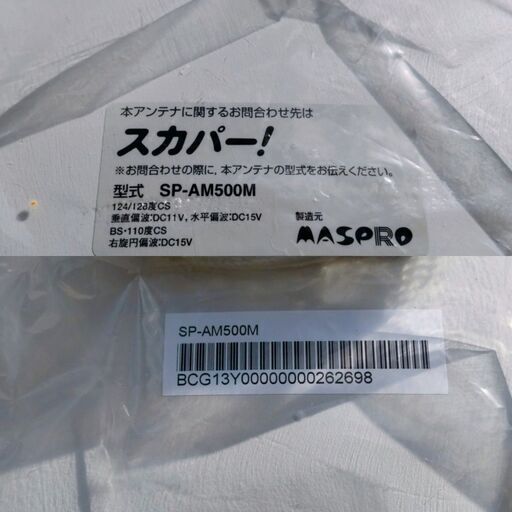 本アンテナに関するお問合わせ先は
スカパー!
※お問合わせの際に、本アンテナの型式をお伝えください。
型式 SP-AM500M
124/128度CS
垂直偏波:DC11V, 水平偏波:DC15V
BS・110度CS
右旋円偏波:DC15V
製造元
MASPRO
SP-AM500M
BCG13Y00000000262698